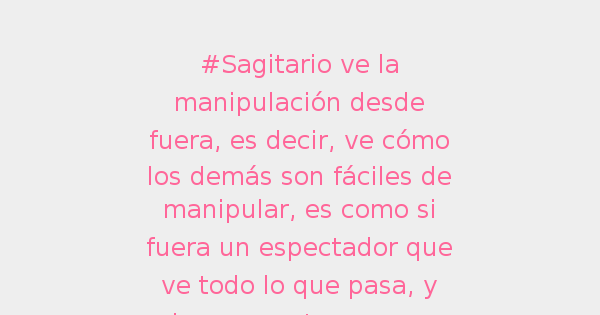 #Sagitario ve la
manipulación desde
fuera, es decir, ve cómo
los demás son fáciles de
manipular, es como si
fuera un espectador que
ve todo lo que pasa, y